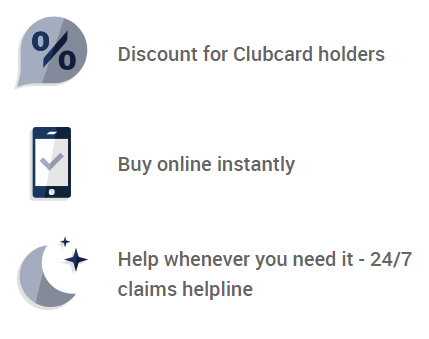 %
Discount for Clubcard holders
Buy online instantly
Help whenever you need it - 24/7
claims helpline